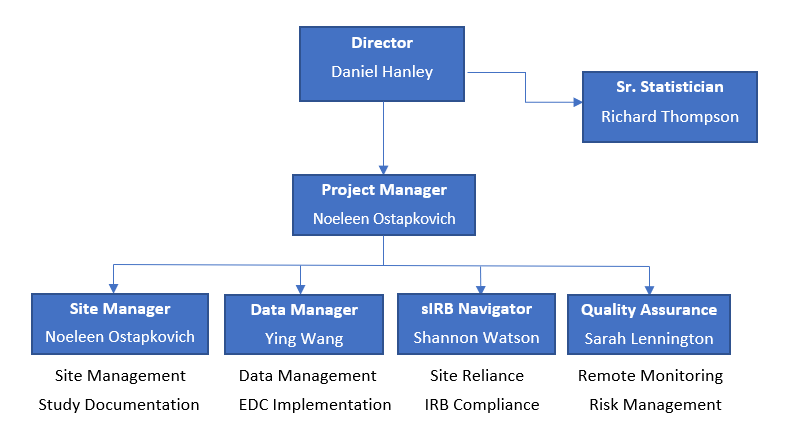 Director
Daniel Hanley
Sr. Statistician
Richard Thompson
Project Manager
Noeleen Ostapkovich
Site Manager
Noeleen Ostapkovich
Data Manager
Ying Wang
sIRB Navigator
Shannon Watson
Quality Assurance
Sarah Lennington
Site Management
Study Documentation
Data Management
EDC Implementation
Site Reliance
IRB Compliance
Remote Monitoring
Risk Management